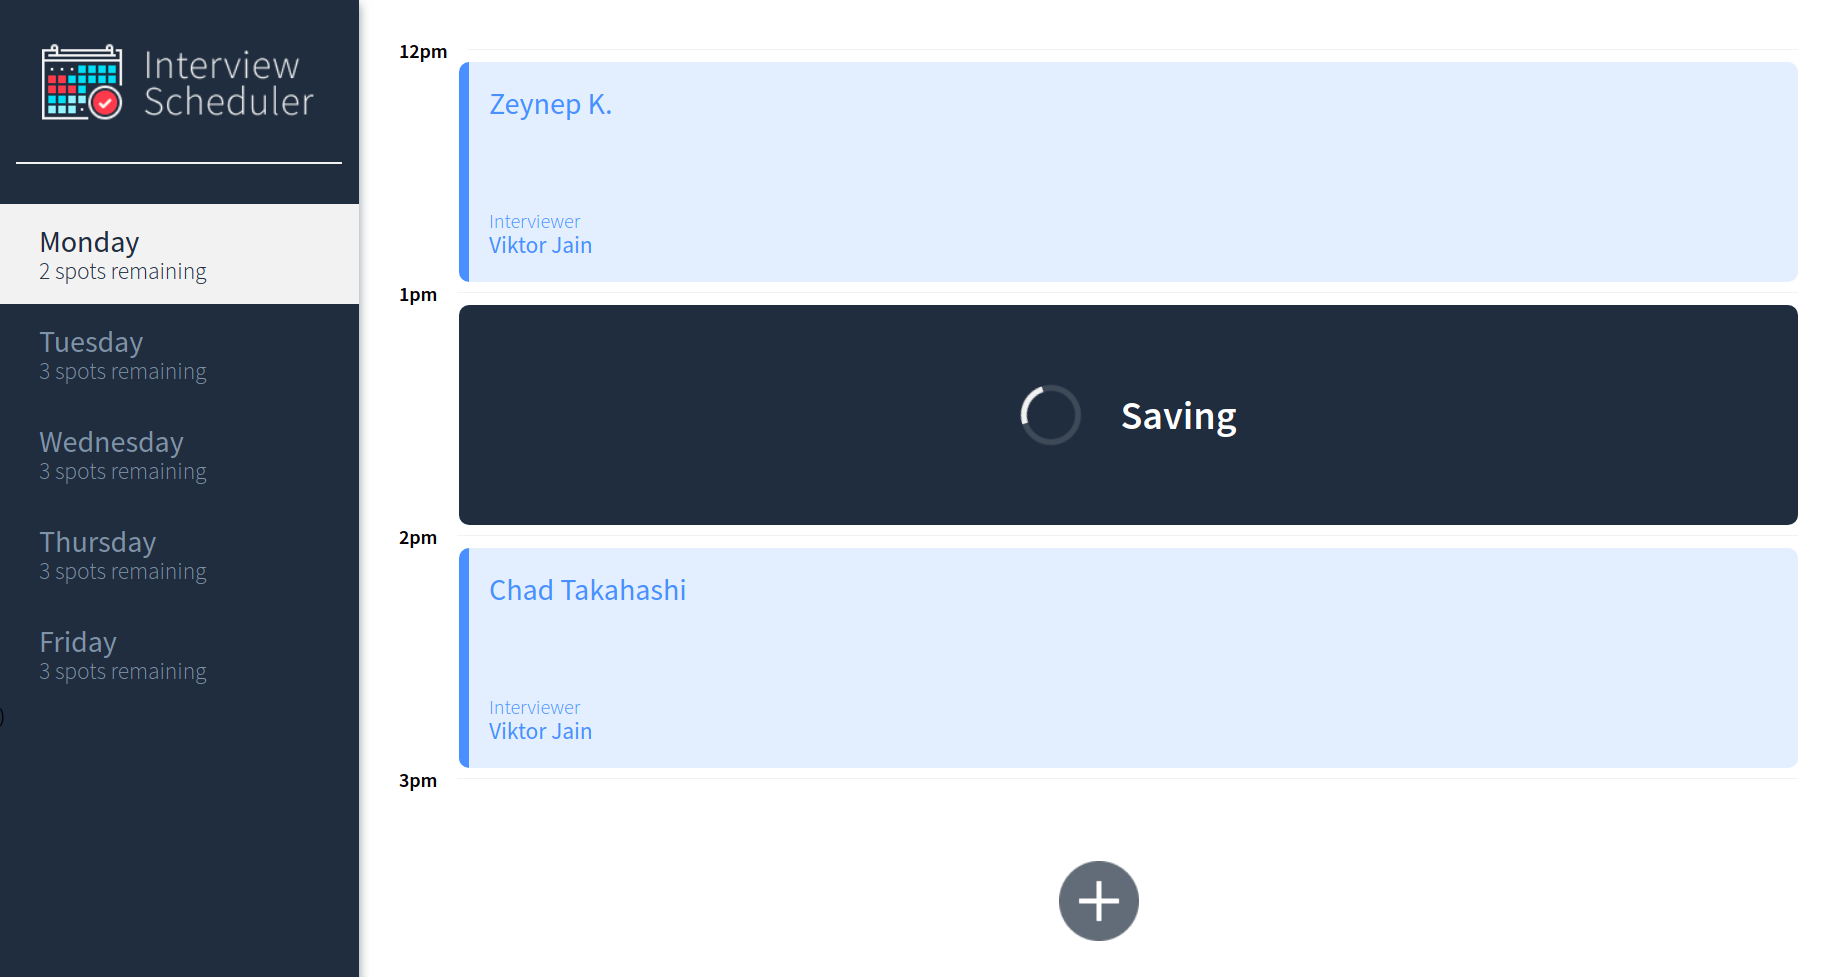 Interview
Scheduler
Monday
2 spots remaining
Tuesday
3 spots remaining
Wednesday
3 spots remaining
Thursday
3 spots remaining
Friday
3 spots remaining
)
12pm
Zeynep K.
Interviewer
Viktor Jain
1pm
Saving
2pm
Chad Takahashi
Interviewer
Viktor Jain
3pm